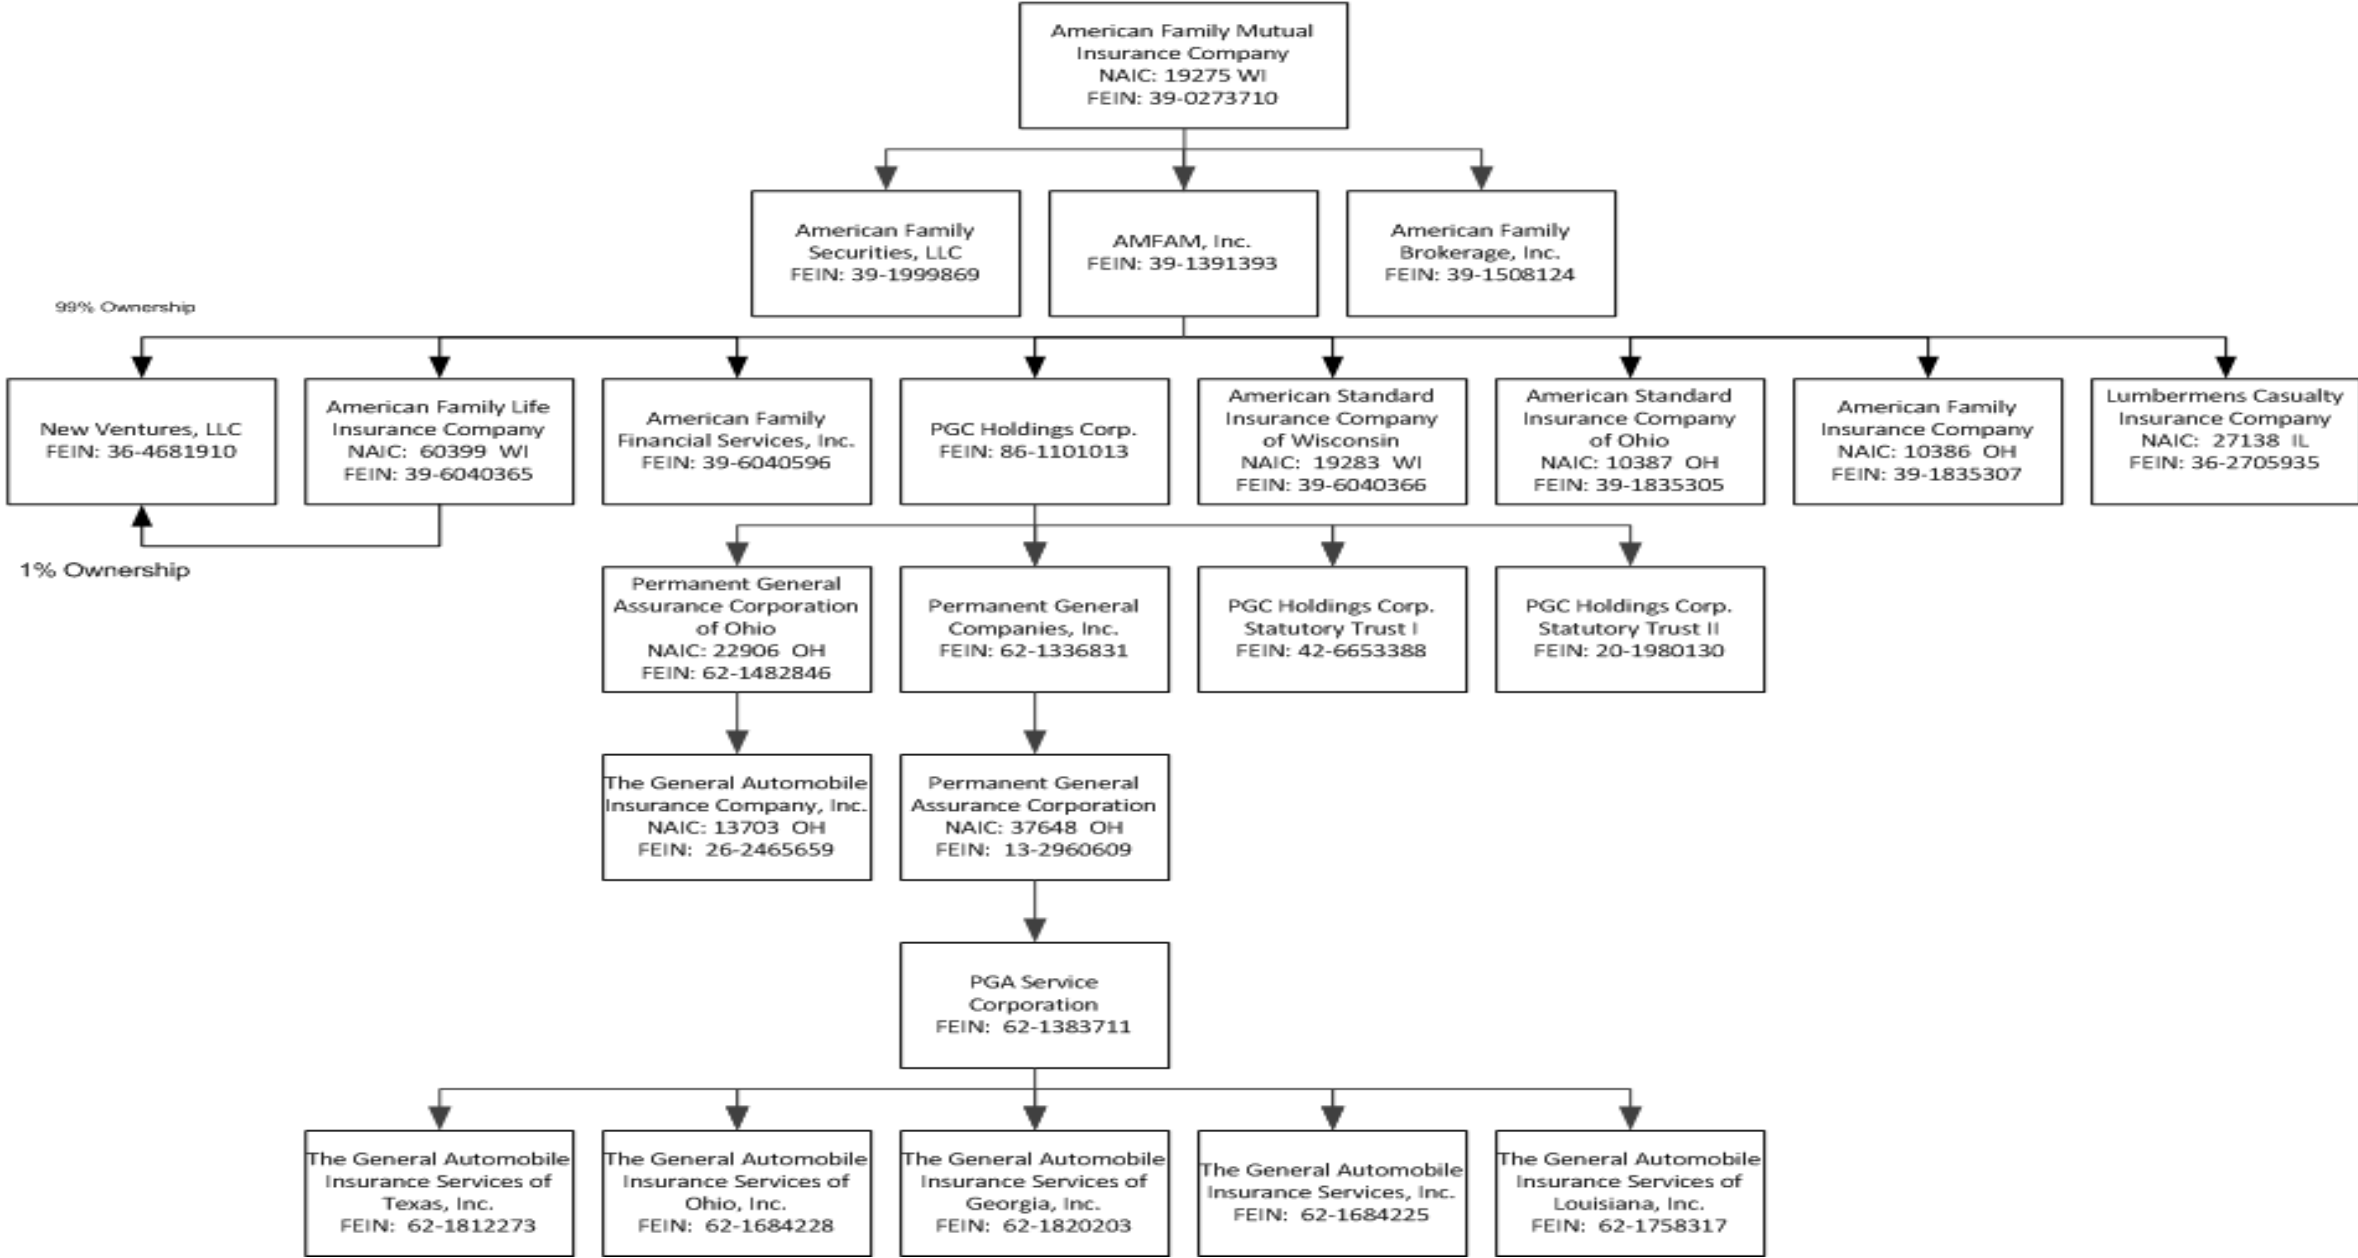 American Family Mutual
Insurance Company
NAIC: 19275 WI
FEIN: 39-0273710
American Family
Securities, LLC
FEIN: 39-1999869
AMFAM, Inc.
FEIN: 39-1391393
American Family
Brokerage, Inc.
FEIN: 39-1508124
99% Ownership
New Ventures, LLC
FEIN: 36-4681910
American Family Life
Insurance Company
NAIC: 60399 WI
FEIN: 39-6040365
American Family
Financial Services, Inc.
FEIN: 39-6040596
PGC Holdings Corp.
FEIN: 86-1101013
American Standard
Insurance Company
of Wisconsin
NAIC: 19283 WI
FEIN: 39-6040366
American Standard
Insurance Company
of Ohio
NAIC: 10387 OH
FEIN: 39-1835305
American Family
Insurance Company
NAIC: 10386 OH
FEIN: 39-1835307
Lumbermens Casualty
Insurance Company
NAIC: 27138 IL
FEIN: 36-2705935
1% Ownership
Permanent General
Assurance Corporation
of Ohio
NAIC: 22906 OH
FEIN: 62-1482846
Permanent General
Companies, Inc.
FEIN: 62-1336831
PGC Holdings Corp.
Statutory Trust I
FEIN: 42-6653388
PGC Holdings Corp.
Statutory Trust II
FEIN: 20-1980130
The General Automobile
Insurance Company, Inc.
NAIC: 13703 OH
FEIN: 26-2465659
Permanent General
Assurance Corporation
NAIC: 37648 OH
FEIN: 13-2960609
PGA Service
Corporation
FEIN: 62-1383711
The General Automobile
Insurance Services of
Texas, Inc.
FEIN: 62-1812273
The General Automobile
Insurance Services of
Ohio, Inc.
FEIN: 62-1684228
The General Automobile
Insurance Services of
Georgia, Inc.
FEIN: 62-1820203
The General Automobile
Insurance Services, Inc.
FEIN: 62-1684225
The General Automobile
Insurance Services of
Louisiana, Inc.
FEIN: 62-1758317